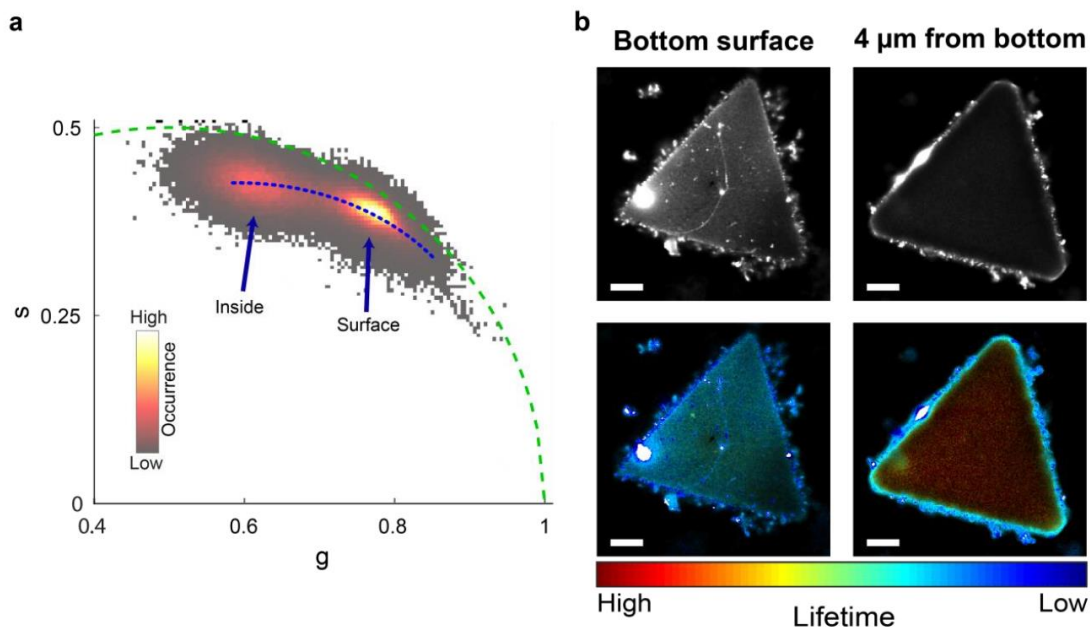 a
0.5
0.25
0
s
0.4
0.6
0.8
1
g
Inside
Surface
High
Occurrence
Low
b
Bottom surface
4 µm from bottom
High
Low
Lifetime